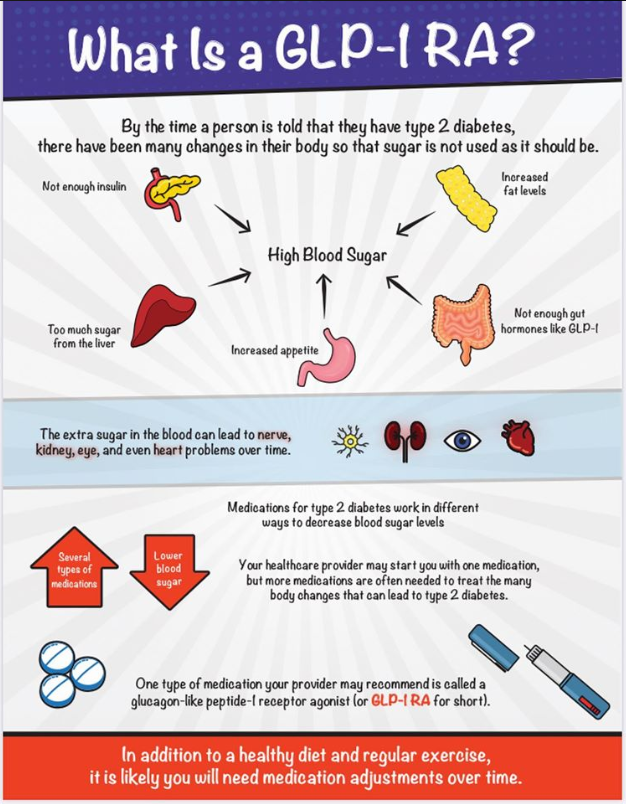 What Is a GLP-1 RA?
By the time a person is told that they have type 2 diabetes,
there have been many changes in their body so that sugar is not used as it should be.
Not enough insulin
Increased
fat levels
High Blood Sugar
Too much sugar
from the liver
Increased appetite
Not enough gut
hormones like GLP-1
The extra sugar in the blood can lead to nerve,
kidney, eye, and even heart problems over time.
Medications for type 2 diabetes work in different
ways to decrease blood sugar levels
Several
types of
medications
Lower
blood
sugar
Your healthcare provider may start you with one medication,
but more medications are often needed to treat the many
body changes that can lead to type 2 diabetes.
One type of medication your provider may recommend is called a
glucagon-like peptide-1 receptor agonist (or GLP-1 RA for short).
In addition to a healthy diet and regular exercise,
it is likely you will need medication adjustments over time.